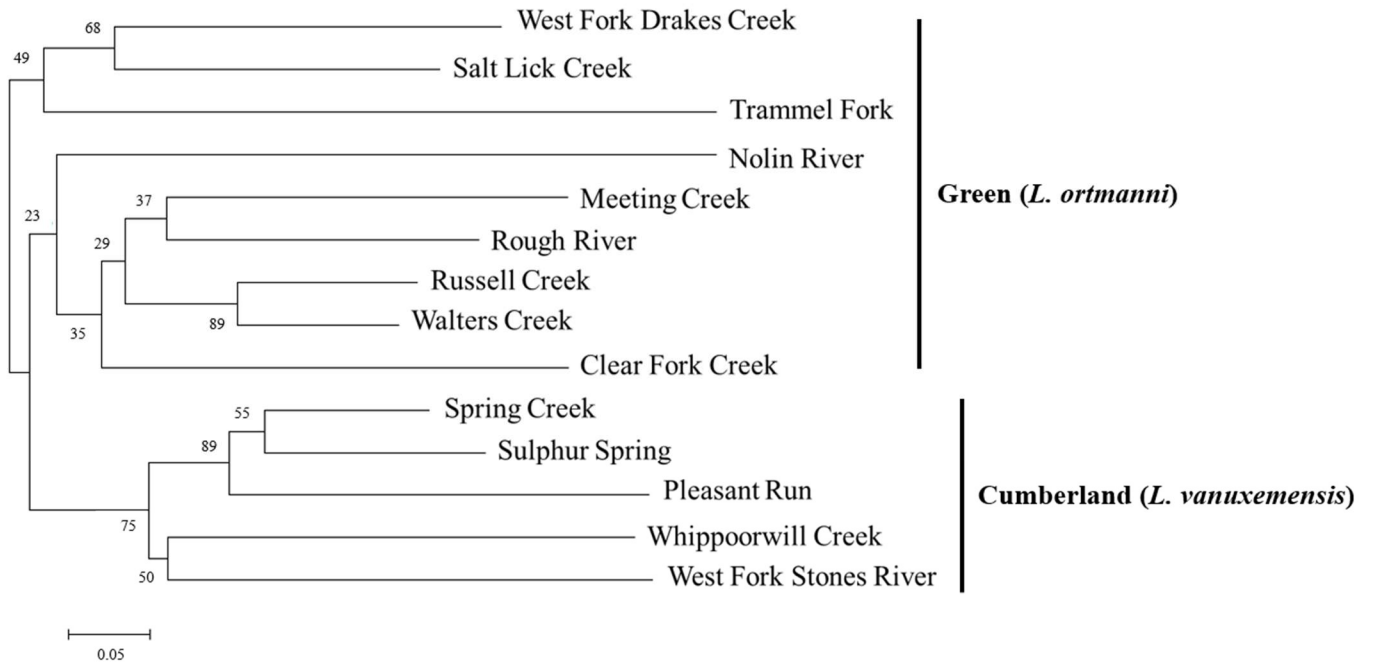 68
West Fork Drakes Creek
49
Salt Lick Creek
Trammel Fork
Nolin River
Green (L. ortmanni)
37
Meeting Creek
23
29
Rough River
Russell Creek
89
Walters Creek
35
Clear Fork Creek
55
Spring Creek
89
Sulphur Spring
Pleasant Run
Cumberland (L. vanuxemensis)
75
Whippoorwill Creek
50
West Fork Stones River
0.05